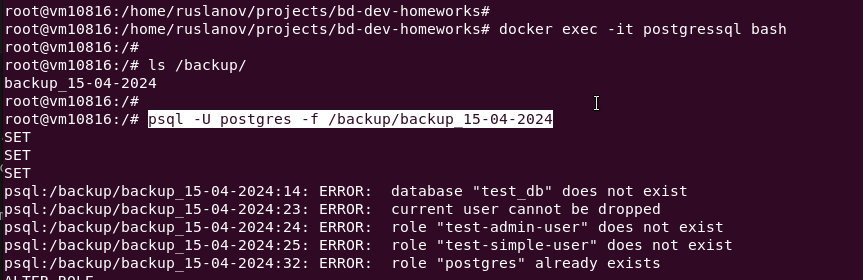 root@vm10816:/home/ruslanov/projects/bd-dev-homeworks#
root@vm10816:/home/ruslanov/projects/bd-dev-homeworks# docker exec -it postgressql bash
root@vm10816:/#
root@vm10816:/# ls /backup/
backup_15-04-2024
root@vm10816:/#
root@vm10816:/# psql -U postgres -f /backup/backup_15-04-2024
SET
SET
SET
psql:/backup/backup_15-04-2024:14: ERROR:  database "test_db" does not exist
psql:/backup/backup_15-04-2024:23: ERROR:  current user cannot be dropped
psql:/backup/backup_15-04-2024:24: ERROR:  role "test-admin-user" does not exist
psql:/backup/backup_15-04-2024:25: ERROR:  role "test-simple-user" does not exist
psql:/backup/backup_15-04-2024:32: ERROR:  role "postgres" already exists
ALTER ROLE